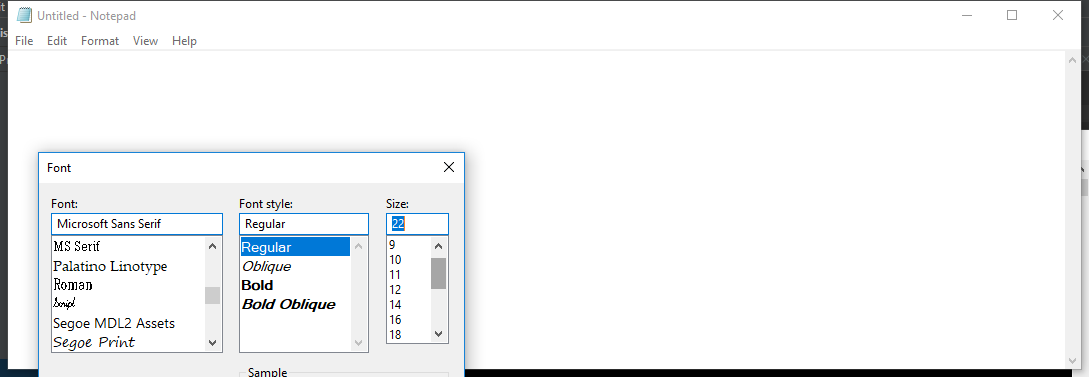 Untitled - Notepad
File Edit Format View Help
Font
Font: Font style: Size:
Microsoft Sans Serif Regular 22
MS Serif
Palatino Linotype
Roman
Script
Segoe MDL2 Assets
Segoe Print
Regular
Oblique
Bold
Bold Oblique
9
10
11
12
14
16
18
Sample